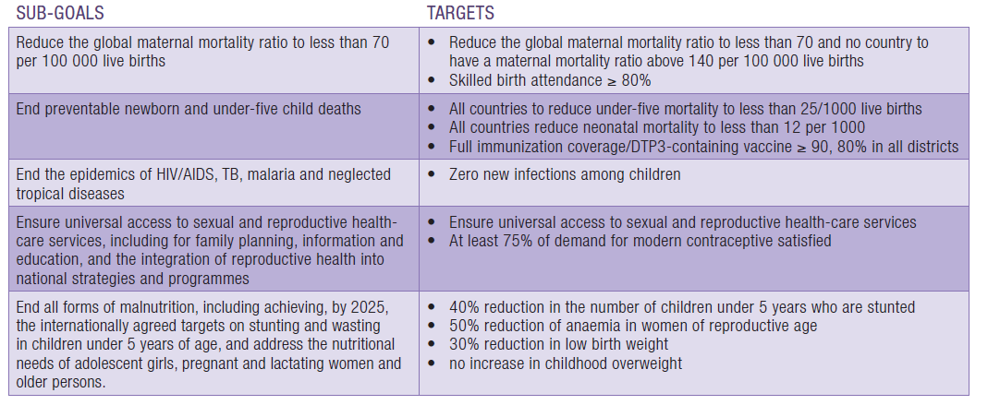 SUB-GOALS
TARGETS
Reduce the global maternal mortality ratio to less than 70
per 100 000 live births
• Reduce the global maternal mortality ratio to less than 70 and no country to
have a maternal mortality ratio above 140 per 100 000 live births
• Skilled birth attendance ≥ 80%
End preventable newborn and under-five child deaths
• All countries to reduce under-five mortality to less than 25/1000 live births
• All countries reduce neonatal mortality to less than 12 per 1000
• Full immunization coverage/DTP3-containing vaccine ≥ 90, 80% in all districts
End the epidemics of HIV/AIDS, TB, malaria and neglected
tropical diseases
• Zero new infections among children
Ensure universal access to sexual and reproductive health-
care services, including for family planning, information and
education, and the integration of reproductive health into
national strategies and programmes
• Ensure universal access to sexual and reproductive health-care services
• At least 75% of demand for modern contraceptive satisfied
End all forms of malnutrition, including achieving, by 2025,
the internationally agreed targets on stunting and wasting
in children under 5 years of age, and address the nutritional
needs of adolescent girls, pregnant and lactating women and
older persons.
• 40% reduction in the number of children under 5 years who are stunted
• 50% reduction of anaemia in women of reproductive age
• 30% reduction in low birth weight
• no increase in childhood overweight